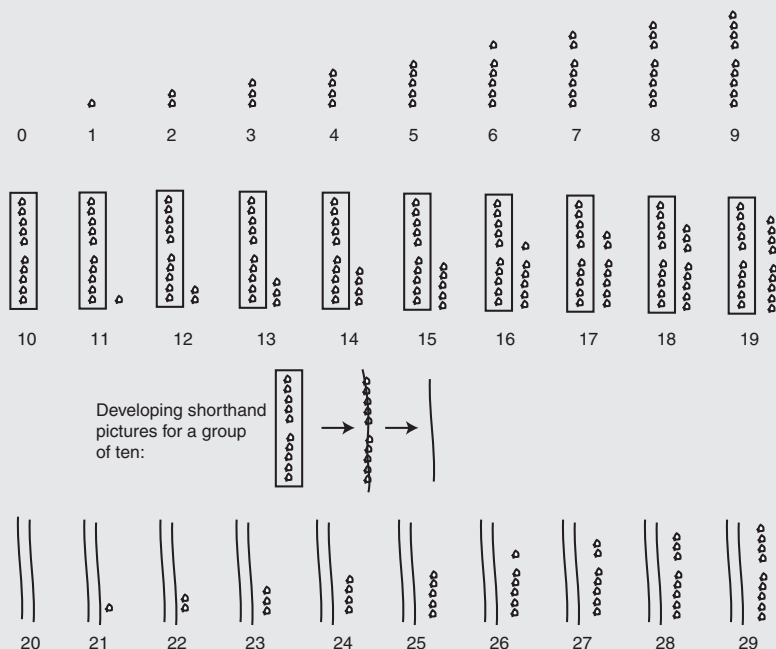 0 1 2 3 4 5 6 7 8 9
10 11 12 13 14 15 16 17 18 19
Developing shorthand
pictures for a group
of ten:
20 21 22 23 24 25 26 27 28 29